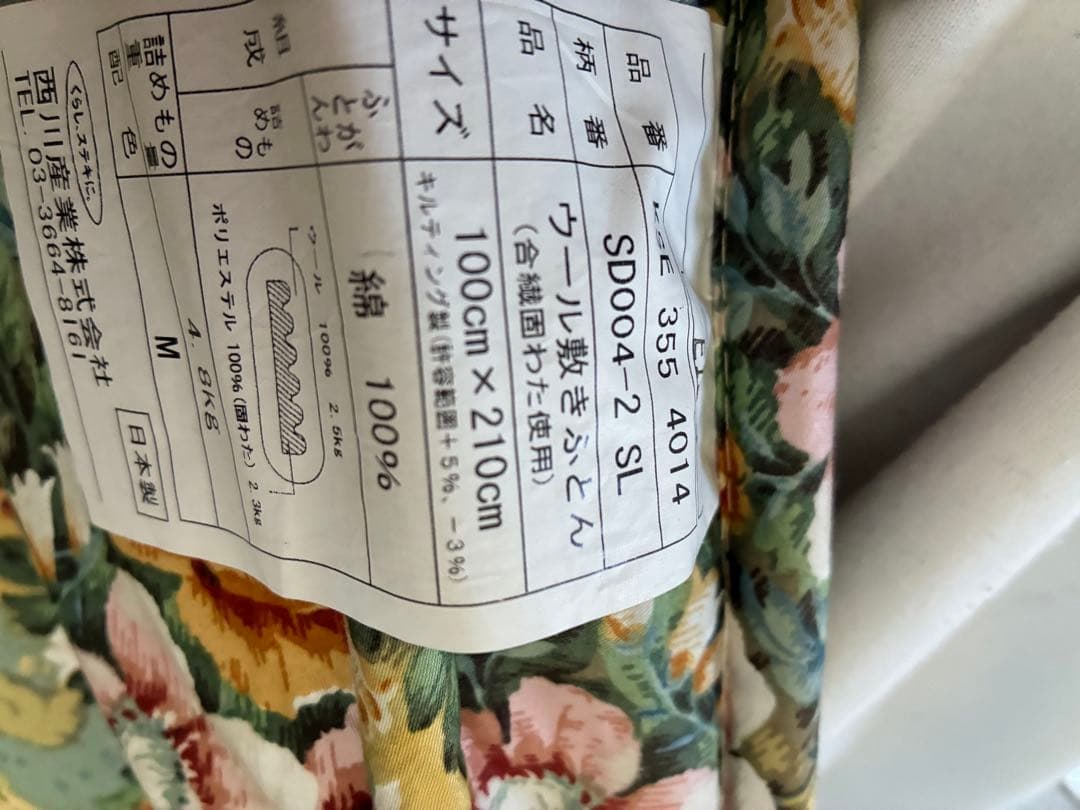 品番 355 4014
柄番 SD004-2 SL
品名 ウール敷きふとん
(合繊固わた使用)
サイズ 100cm×210cm
キルティング製(許容範囲+5%、-3%)
組成 ふとんがわ 綿 100%
詰めもの ウール 100% 2.5kg
ポリエステル 100%(固わた) 2.3kg
詰めもの重量 4.8kg
配色 M
くらし、ステキに。
西川産業株式会社
TEL. 03-3664-8161
日本製